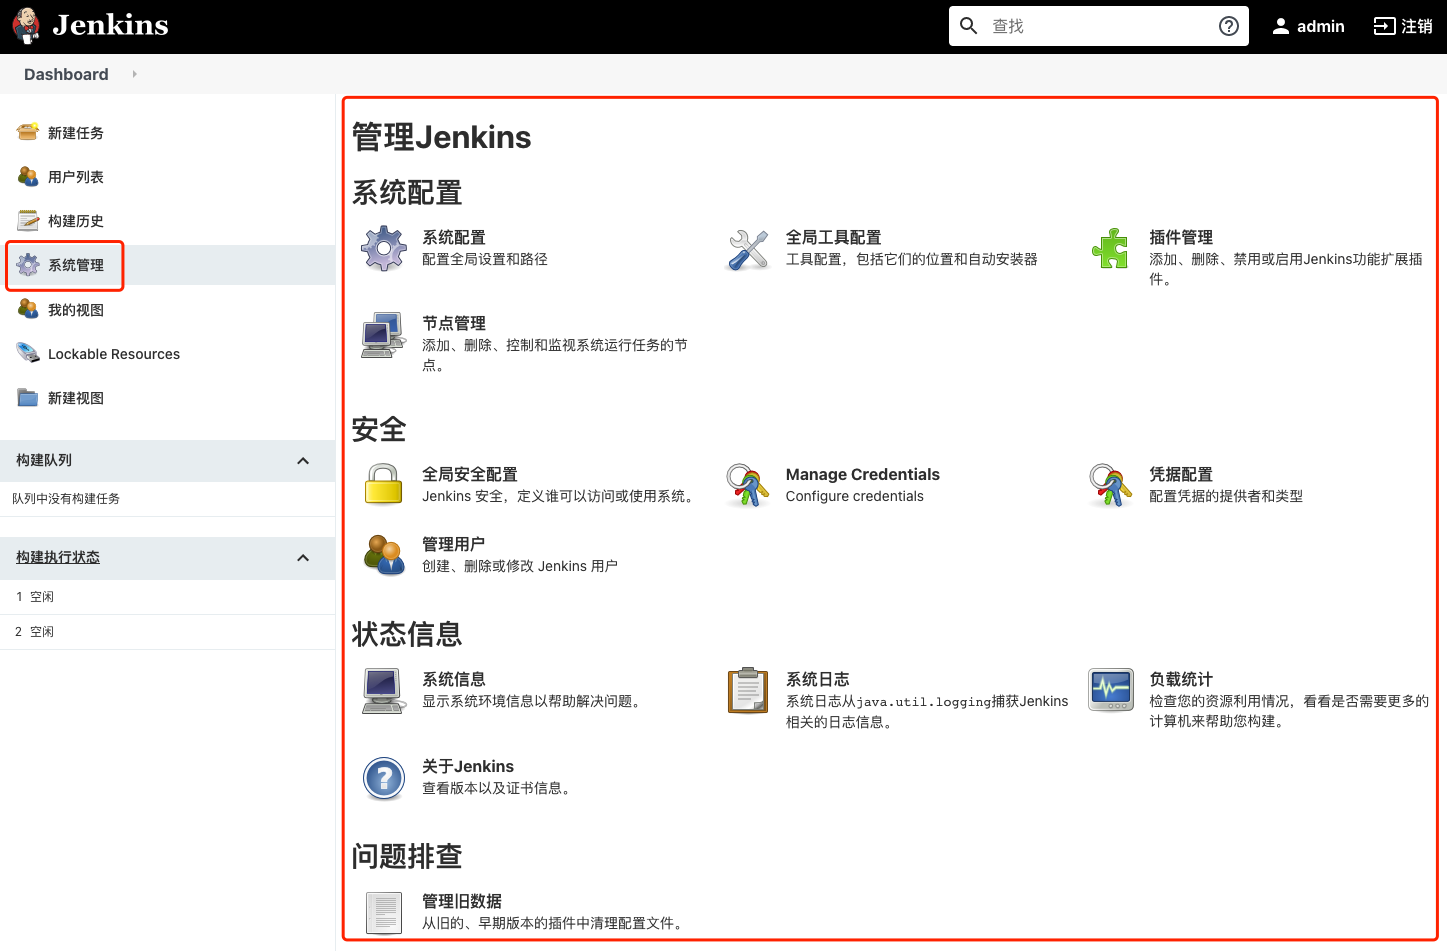 Jenkins
查找
admin
注销
Dashboard
新建任务
用户列表
构建历史
系统管理
我的视图
Lockable Resources
新建视图
构建队列
队列中没有构建任务
构建执行状态
1 空闲
2 空闲
管理Jenkins
系统配置
系统配置
配置全局设置和路径
全局工具配置
工具配置，包括它们的位置和自动安装器
插件管理
添加、删除、禁用或启用Jenkins功能扩展插
件。
节点管理
添加、删除、控制和监视系统运行任务的节
点。
安全
全局安全配置
Jenkins 安全，定义谁可以访问或使用系统。
Manage Credentials
Configure credentials
凭据配置
配置凭据的提供者和类型
管理用户
创建、删除或修改 Jenkins 用户
状态信息
系统信息
显示系统环境信息以帮助解决问题。
系统日志
系统日志从java.util.logging捕获Jenkins
相关的日志信息。
负载统计
检查您的资源利用情况，看看是否需要更多的
计算机来帮助您构建。
关于Jenkins
查看版本以及证书信息。
问题排查
管理旧数据
从旧的、早期版本的插件中清理配置文件。